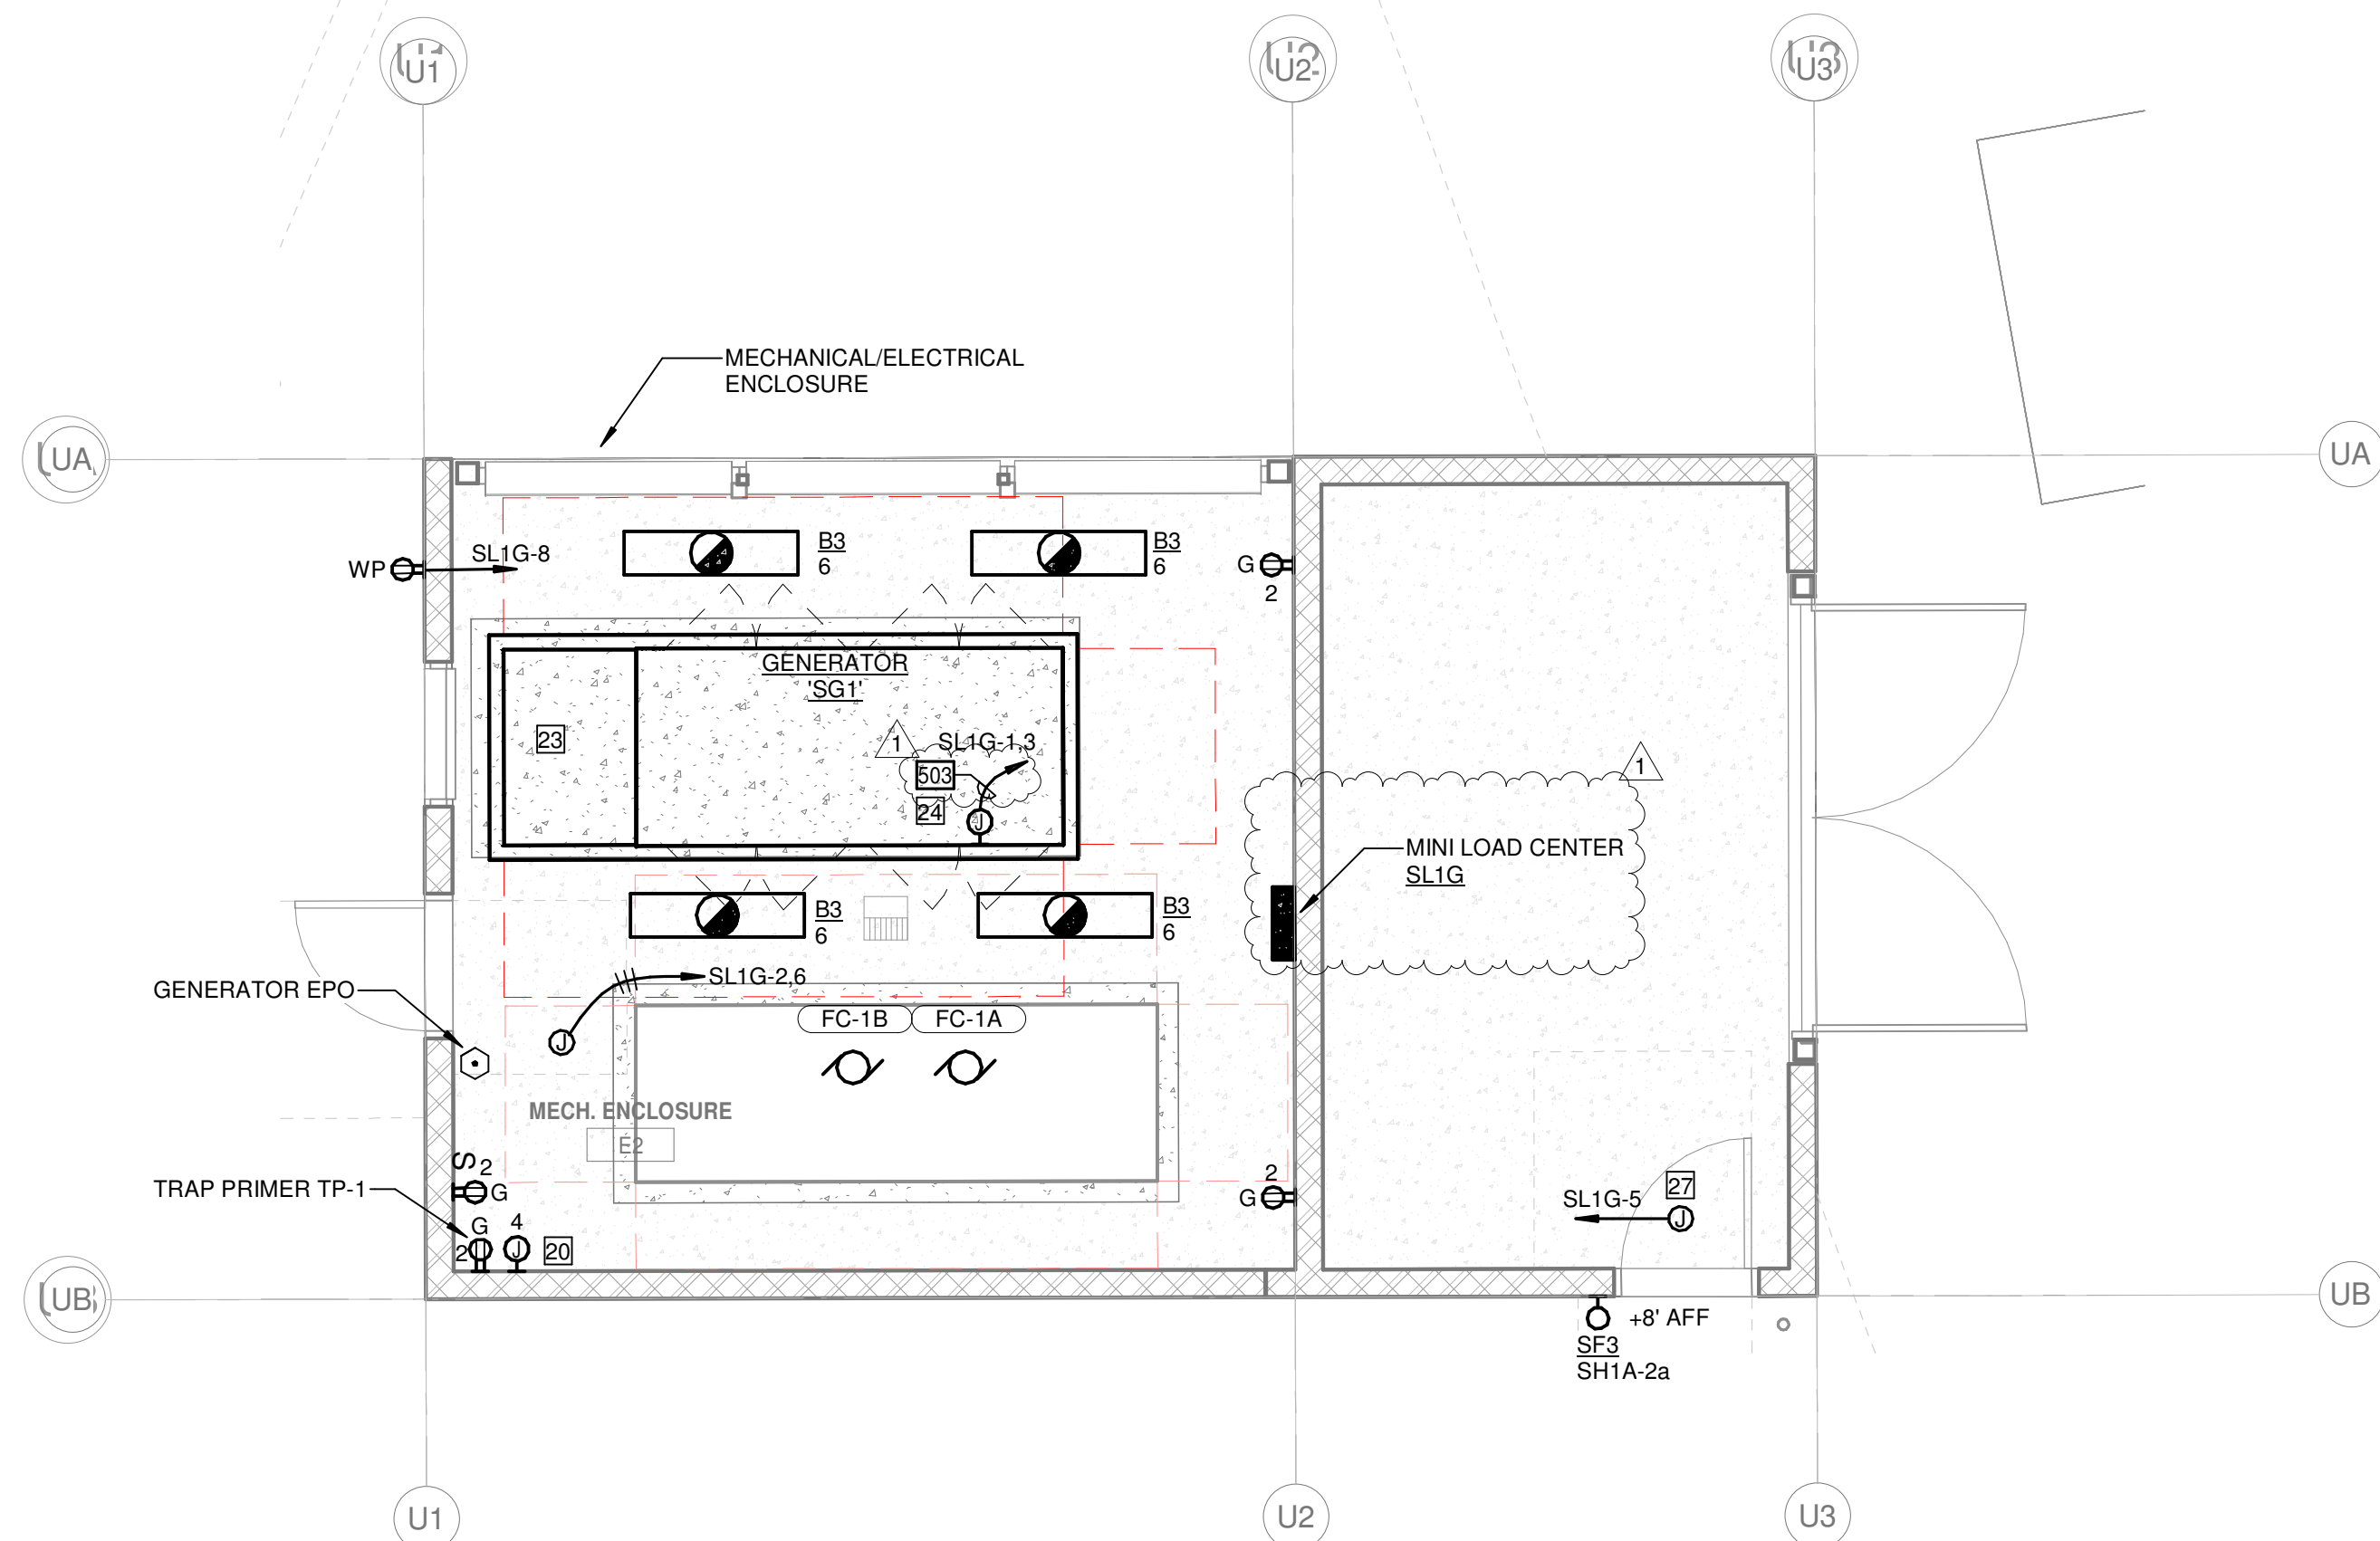 U1
U2
U3
MECHANICAL/ELECTRICAL
ENCLOSURE
UA
UA
SL1G-8
WP
B3
6
B3
6
G
2
GENERATOR
'SG1'
23
1
SL1G-1,3
503
24
J
1
MINI LOAD CENTER
SL1G
B3
6
B3
6
SL1G-2,6
GENERATOR EPO
J
FC-1B
FC-1A
MECH. ENCLOSURE
E2
S
2
G
TRAP PRIMER TP-1
G
2
4
J
20
2
G
SL1G-5
27
J
UB
UB
+8' AFF
SF3
SH1A-2a
U1
U2
U3